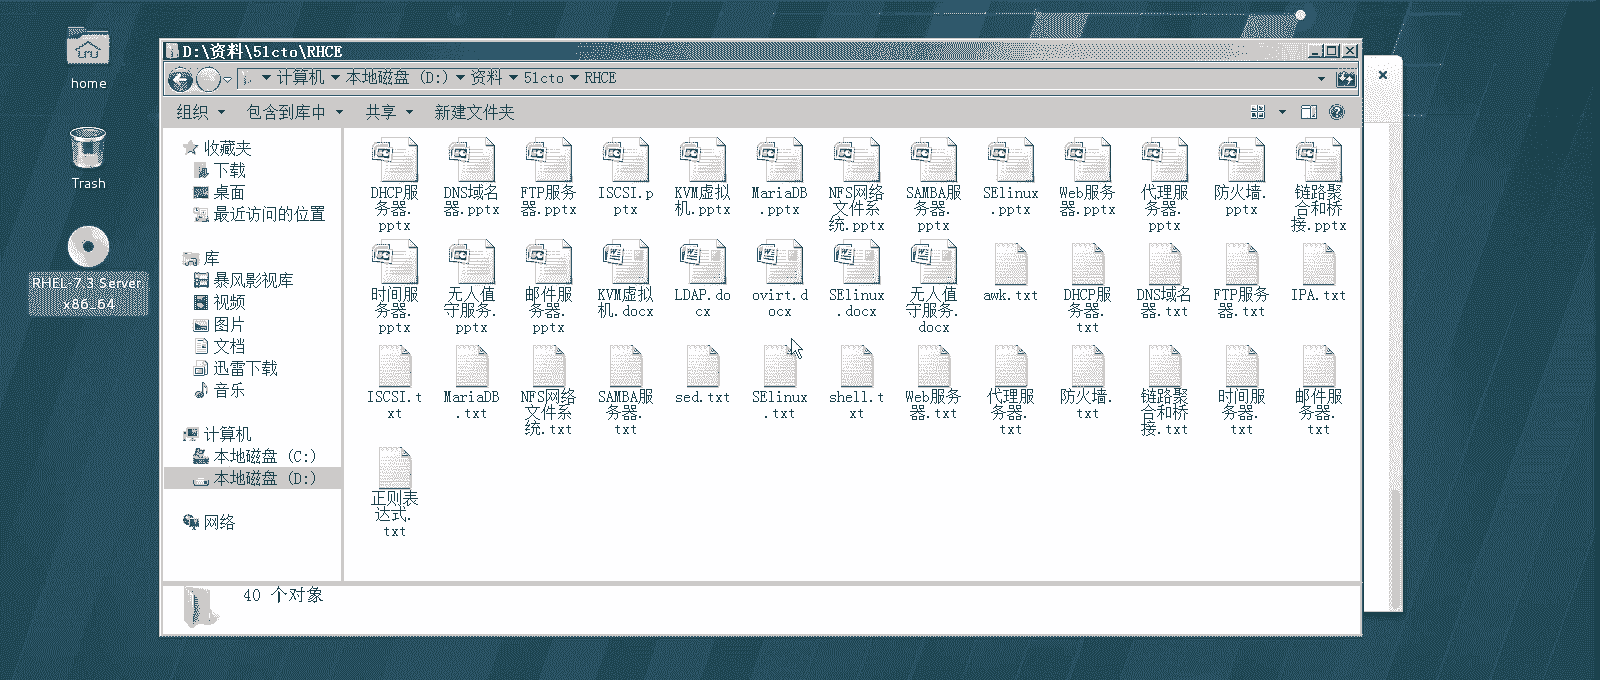 home
Trash
RHEL-7.3 Server.
x86_64
D:\资料\51cto\RHCE
计算机
本地磁盘 (D:)
资料
51cto
RHCE
组织
包含到库中
共享
新建文件夹
收藏夹
下载
桌面
最近访问的位置
库
暴风影视库
视频
图片
文档
迅雷下载
音乐
计算机
本地磁盘 (C:)
本地磁盘 (D:)
网络
DHCP服
务器.
pptx
DNS域名
器.pptx
FTP服务
器.pptx
ISCSI.p
ptx
KVM虚拟
机.pptx
MariaDB
.pptx
NFS网络
文件系
统.pptx
SAMBA服
务器.
pptx
SElinux
.pptx
Web服务
器.pptx
代理服
务器.
pptx
防火墙.
pptx
链路聚
合和桥
接.pptx
时间服
务器.
pptx
无人值
守服务.
pptx
邮件服
务器.
pptx
KVM虚拟
机.docx
LDAP.do
cx
ovirt.d
ocx
SElinux
.docx
无人值
守服务.
docx
awk.txt
DHCP服
务器.
txt
DNS域名
器.txt
FTP服务
器.txt
IPA.txt
ISCSI.t
xt
MariaDB
.txt
NFS网络
文件系
统.txt
SAMBA服
务器.
txt
sed.txt
SElinux
.txt
shell.t
xt
Web服务
器.txt
代理服
务器.
txt
防火墙.
txt
链路聚
合和桥
接.txt
时间服
务器.
txt
邮件服
务器.
txt
正则表
达式.
txt
40 个对象